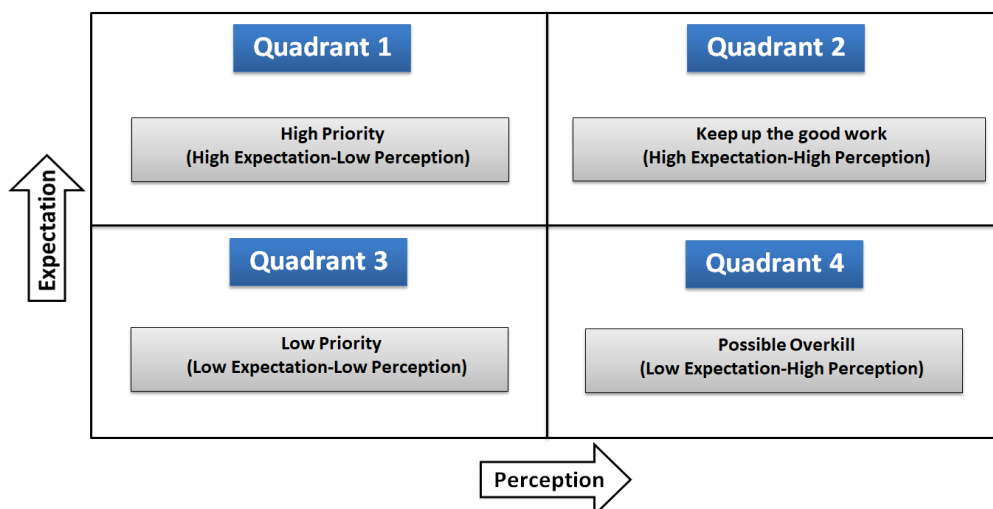 Quadrant 1
High Priority
(High Expectation-Low Perception)
Quadrant 2
Keep up the good work
(High Expectation-High Perception)
Expectation
Quadrant 3
Low Priority
(Low Expectation-Low Perception)
Quadrant 4
Possible Overkill
(Low Expectation-High Perception)
Perception